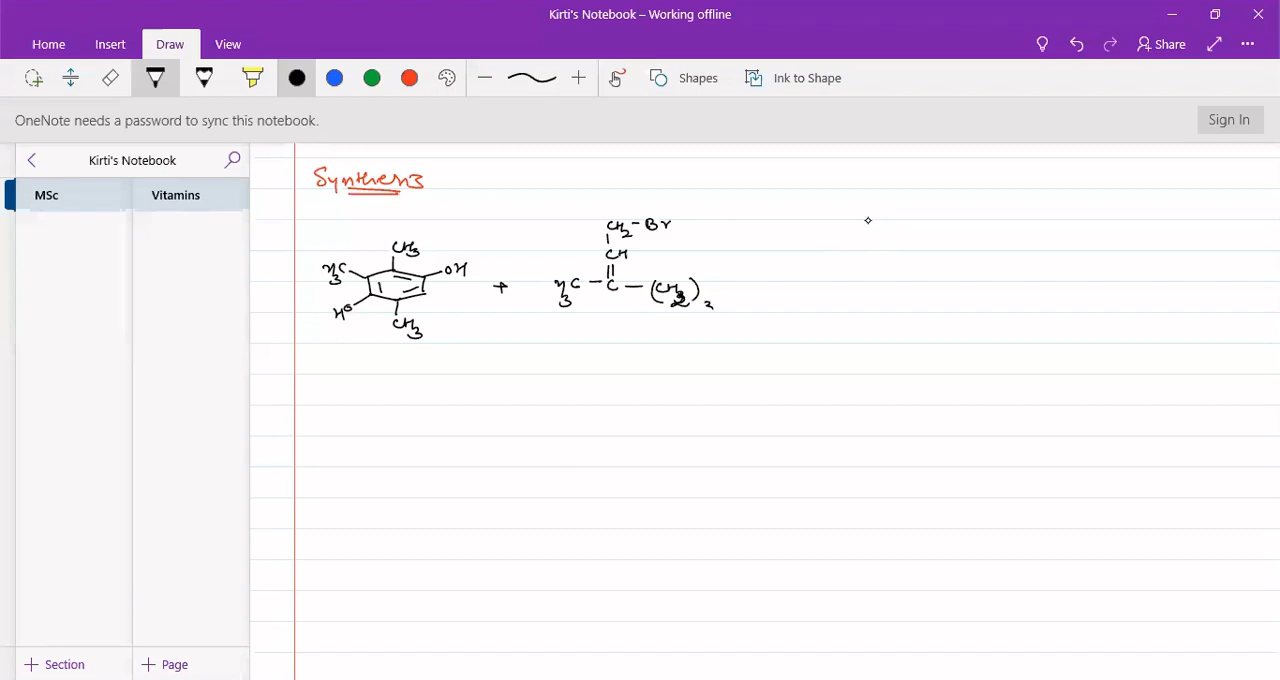 Kirti's Notebook – Working offline
Home Insert Draw View Share
Shapes Ink to Shape
OneNote needs a password to sync this notebook. Sign In
Kirti's Notebook
MSc Vitamins
Synthesis
CH2 - Br
CH3 CH
H3C OH + H3C - C - (CH2)2
HO
CH3
+ Section + Page